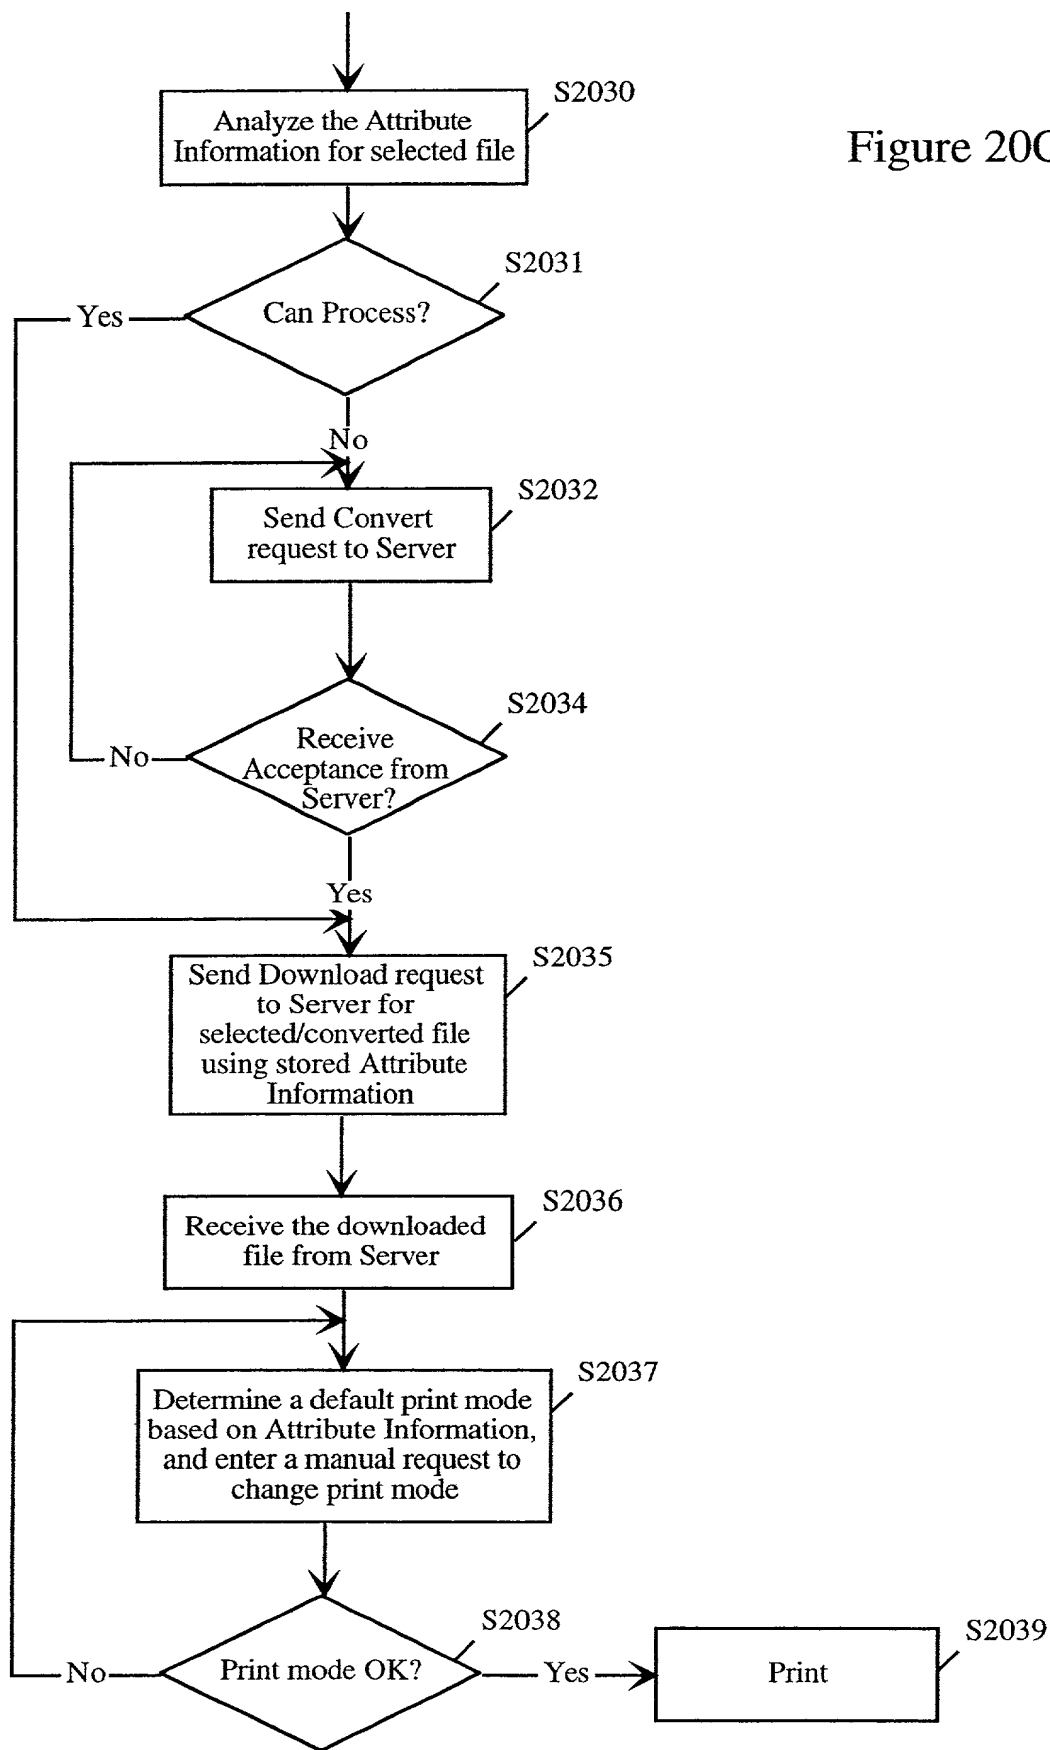 S2030
Analyze the Attribute
Information for selected file
Figure 20C
S2031
Can Process?
Yes
No
S2032
Send Convert
request to Server
S2034
Receive
Acceptance from
Server?
No
Yes
S2035
Send Download request
to Server for
selected/converted file
using stored Attribute
Information
S2036
Receive the downloaded
file from Server
S2037
Determine a default print mode
based on Attribute Information,
and enter a manual request to
change print mode
S2038
Print mode OK?
No
Yes
S2039
Print